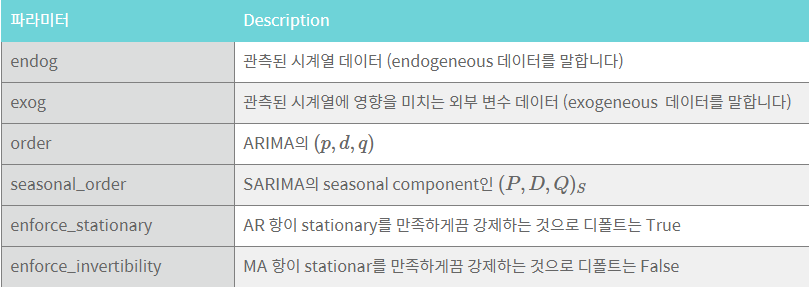 파라미터 Description
endog 관측된 시계열 데이터 (endogeneous 데이터를 말합니다)
exog 관측된 시계열에 영향을 미치는 외부 변수 데이터 (exogeneous 데이터를 말합니다)
order ARIMA의 (p, d, q)
seasonal_order SARIMA의 seasonal component인 (P, D, Q)_S
enforce_stationary AR 항이 stationary를 만족하게끔 강제하는 것으로 디폴트는 True
enforce_invertibility MA 항이 stationar를 만족하게끔 강제하는 것으로 디폴트는 False